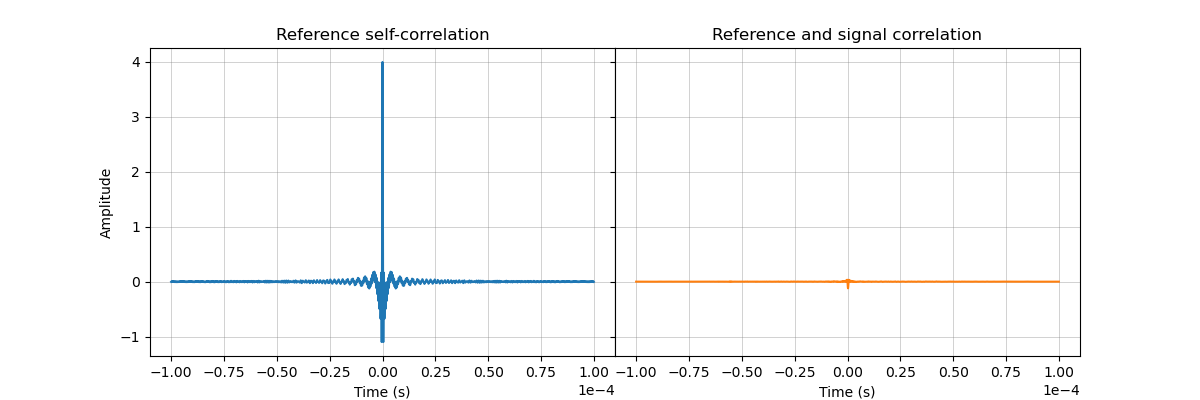 Reference self-correlation
Reference and signal correlation
Amplitude
4
3
2
1
0
−1
−1.00 −0.75 −0.50 −0.25 0.00 0.25 0.50 0.75 1.00
1e−4
Time (s)
−1.00 −0.75 −0.50 −0.25 0.00 0.25 0.50 0.75 1.00
1e−4
Time (s)